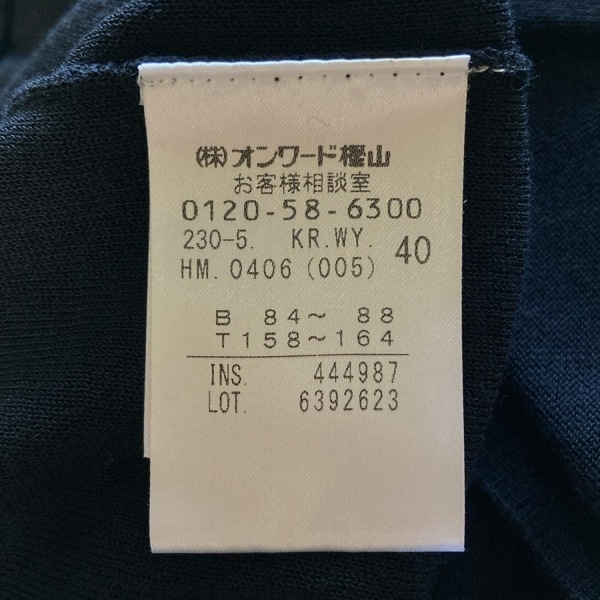 ㈱オンワード樫山
お客様相談室
0120-58-6300
230-5. KR.WY. 40
HM. 0406 (005)
B 84〜 88
T158〜164
INS. 444987
LOT. 6392623